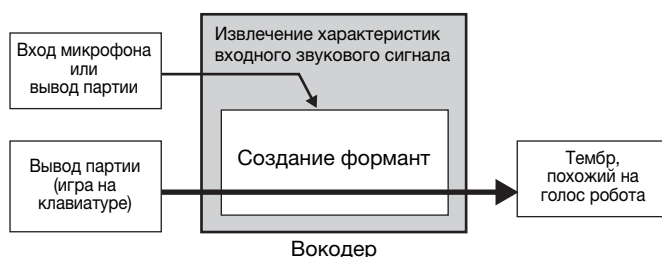 Вход микрофона
или
вывод партии
Извлечение характеристик
входного звукового сигнала
Создание формант
Вывод партии
(игра на
клавиатуре)
Тембр,
похожий на
голос робота
Вокодер